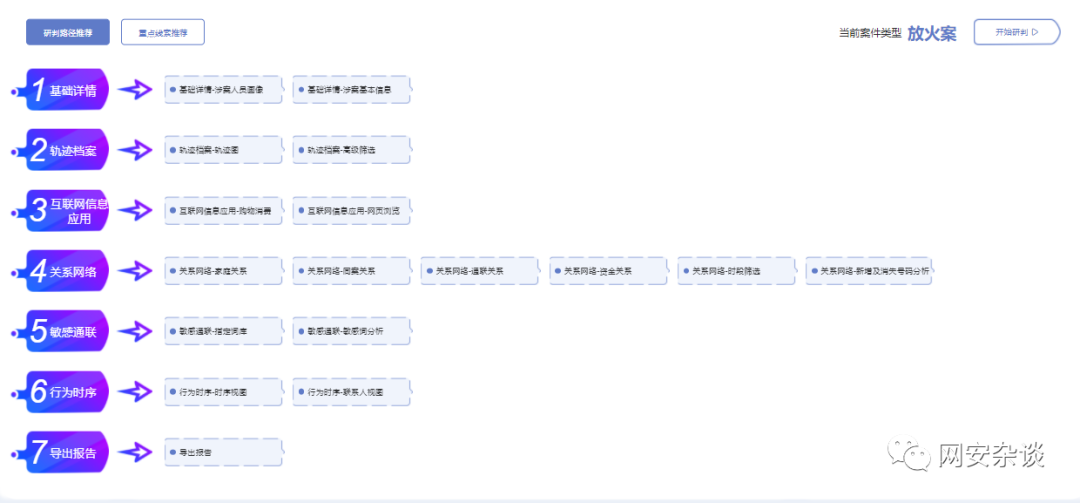 研判路径推荐
重点线索推荐
当前案件类型 放火案
开始研判
1 基础详情
基础详情-涉案人员画像
基础详情-涉案基本信息
2 轨迹档案
轨迹档案-轨迹图
轨迹档案-高级筛选
3 互联网信息
应用
互联网信息应用-购物消费
互联网信息应用-网页浏览
4 关系网络
关系网络-家庭关系
关系网络-同案关系
关系网络-通联关系
关系网络-资金关系
关系网络-时段筛选
关系网络-新增及消失号码分析
5 敏感通联
敏感通联-指定词库
敏感通联-敏感词分析
6 行为时序
行为时序-时序视图
行为时序-联系人视图
7 导出报告
导出报告
网安杂谈